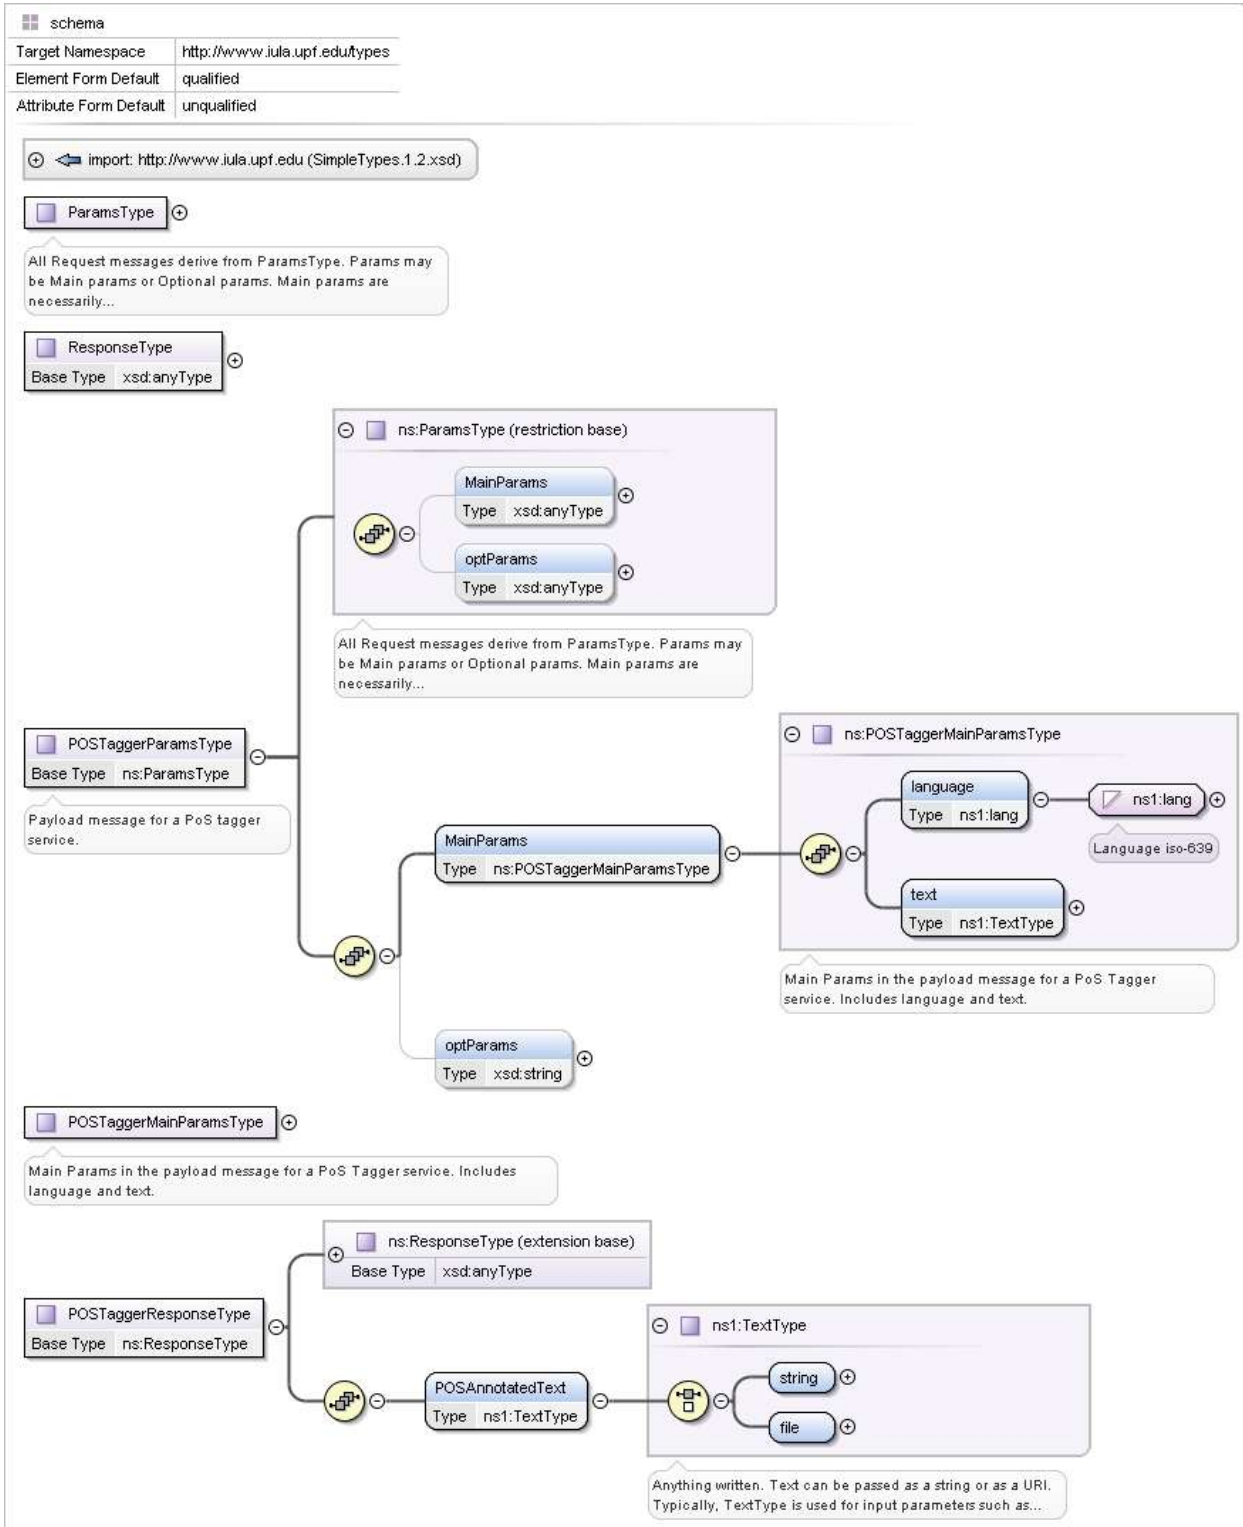 schema
Target Namespace http://www.iula.upf.edu/types
Element Form Default qualified
Attribute Form Default unqualified
import: http://www.iula.upf.edu (SimpleTypes.1.2.xsd)
ParamsType
All Request messages derive from ParamsType. Params may
be Main params or Optional params. Main params are
necessarily...
ResponseType
Base Type xsd:anyType
ns:ParamsType (restriction base)
MainParams
Type xsd:anyType
optParams
Type xsd:anyType
All Request messages derive from ParamsType. Params may
be Main params or Optional params. Main params are
necessarily...
POSTaggerParamsType
Base Type ns:ParamsType
Payload message for a PoS tagger
service.
MainParams
Type ns:POSTaggerMainParamsType
ns:POSTaggerMainParamsType
language
Type ns1:lang
ns1:lang
Language iso-639
text
Type ns1:TextType
Main Params in the payload message for a PoS Tagger
service. Includes language and text.
optParams
Type xsd:string
POSTaggerMainParamsType
Main Params in the payload message for a PoS Tagger service. Includes
language and text.
ns:ResponseType (extension base)
Base Type xsd:anyType
POSTaggerResponseType
Base Type ns:ResponseType
POSAnnotatedText
Type ns1:TextType
ns1:TextType
string
file
Anything written. Text can be passed as a string or as a URI.
Typically, TextType is used for input parameters such as...